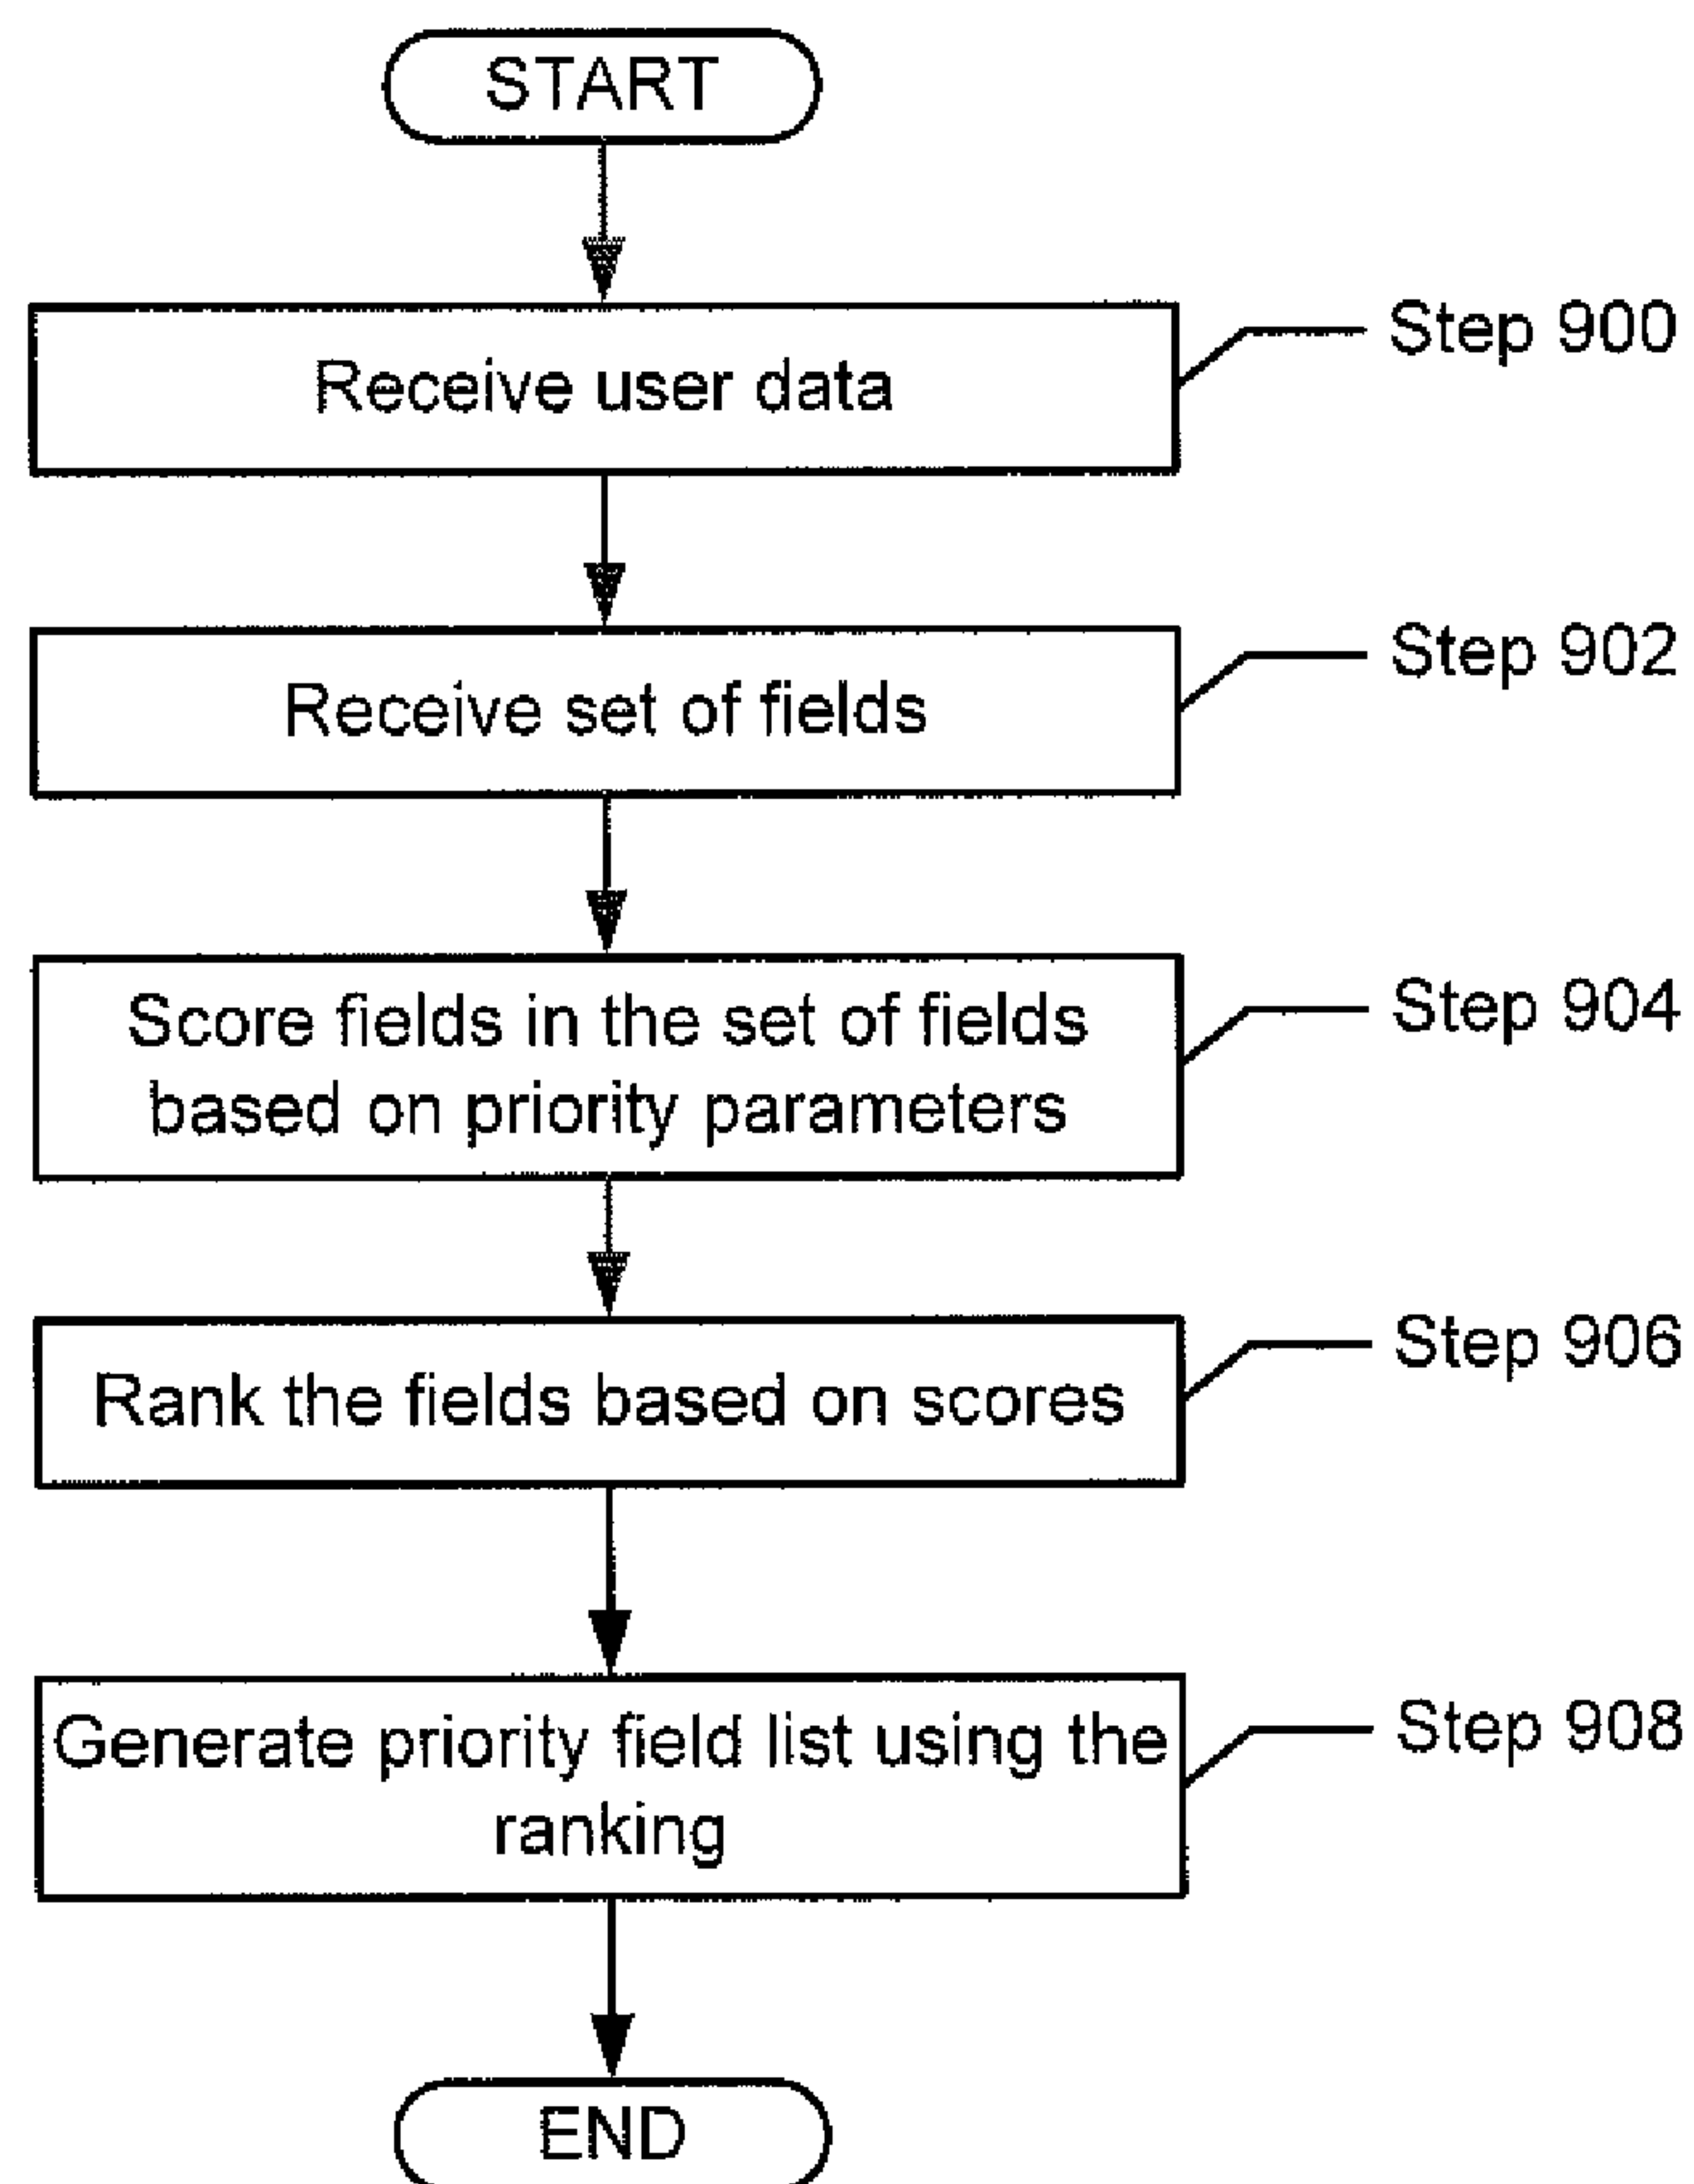 START
Receive user data
Step 900
Receive set of fields
Step 902
Score fields in the set of fields
based on priority parameters
Step 904
Rank the fields based on scores
Step 906
Generate priority field list using the
ranking
Step 908
END